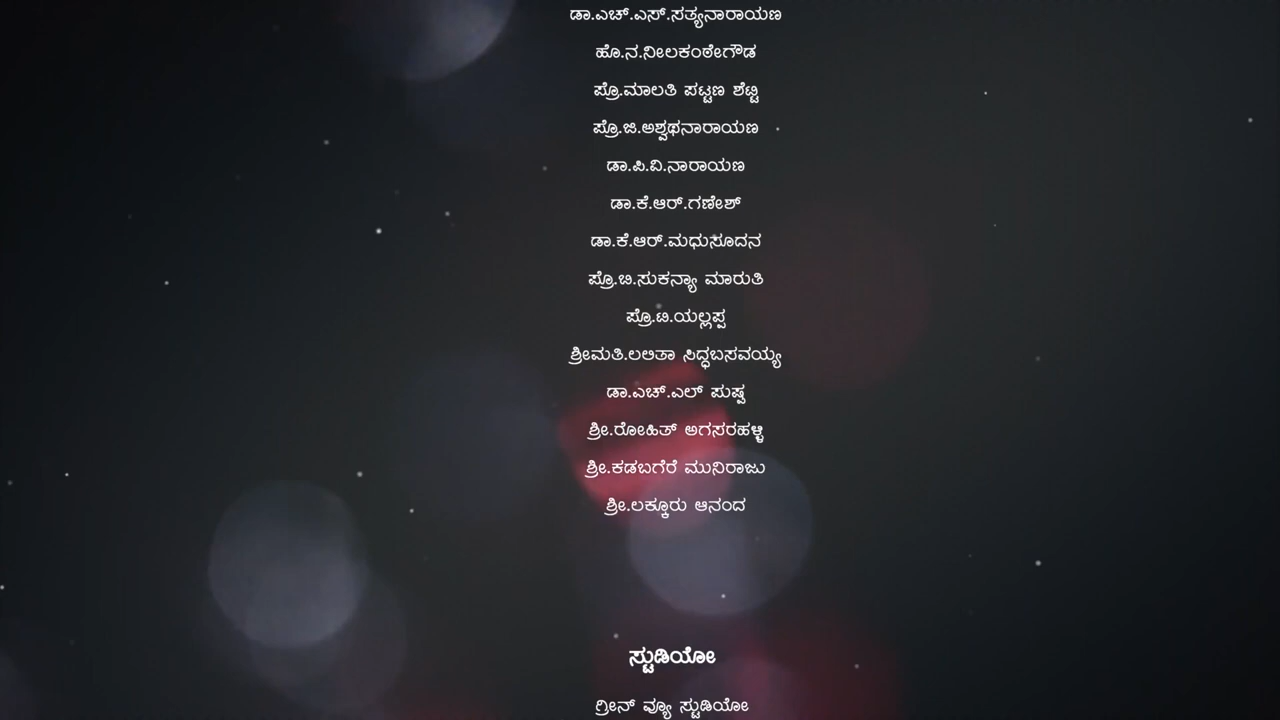 ಡಾ.ಎಚ್.ಎಸ್.ಸತ್ಯನಾರಾಯಣ
ಹೊ.ನ.ನೀಲಕಂಠೇಗೌಡ
ಪ್ರೊ.ಮಾಲತಿ ಪಟ್ಟಣ ಶೆಟ್ಟಿ
ಪ್ರೊ.ಜಿ.ಅಶ್ವಥನಾರಾಯಣ
ಡಾ.ಪಿ.ವಿ.ನಾರಾಯಣ
ಡಾ.ಕೆ.ಆರ್.ಗಣೇಶ್
ಡಾ.ಕೆ.ಆರ್.ಮಧುಸೂದನ
ಪ್ರೊ.ಬಿ.ಸುಕನ್ಯಾ ಮಾರುತಿ
ಪ್ರೊ.ಟಿ.ಯಲ್ಲಪ್ಪ
ಶ್ರೀಮತಿ.ಲಲಿತಾ ಸಿದ್ಧಬಸವಯ್ಯ
ಡಾ.ಎಚ್.ಎಲ್ ಪುಷ್ಪ
ಶ್ರೀ.ರೋಹಿತ್ ಅಗಸರಹಳ್ಳಿ
ಶ್ರೀ.ಕಡಬಗೆರೆ ಮುನಿರಾಜು
ಶ್ರೀ.ಲಕ್ಕೂರು ಆನಂದ
ಸ್ಟುಡಿಯೋ
ಗ್ರೀನ್ ವ್ಯೂ ಸ್ಟುಡಿಯೋ